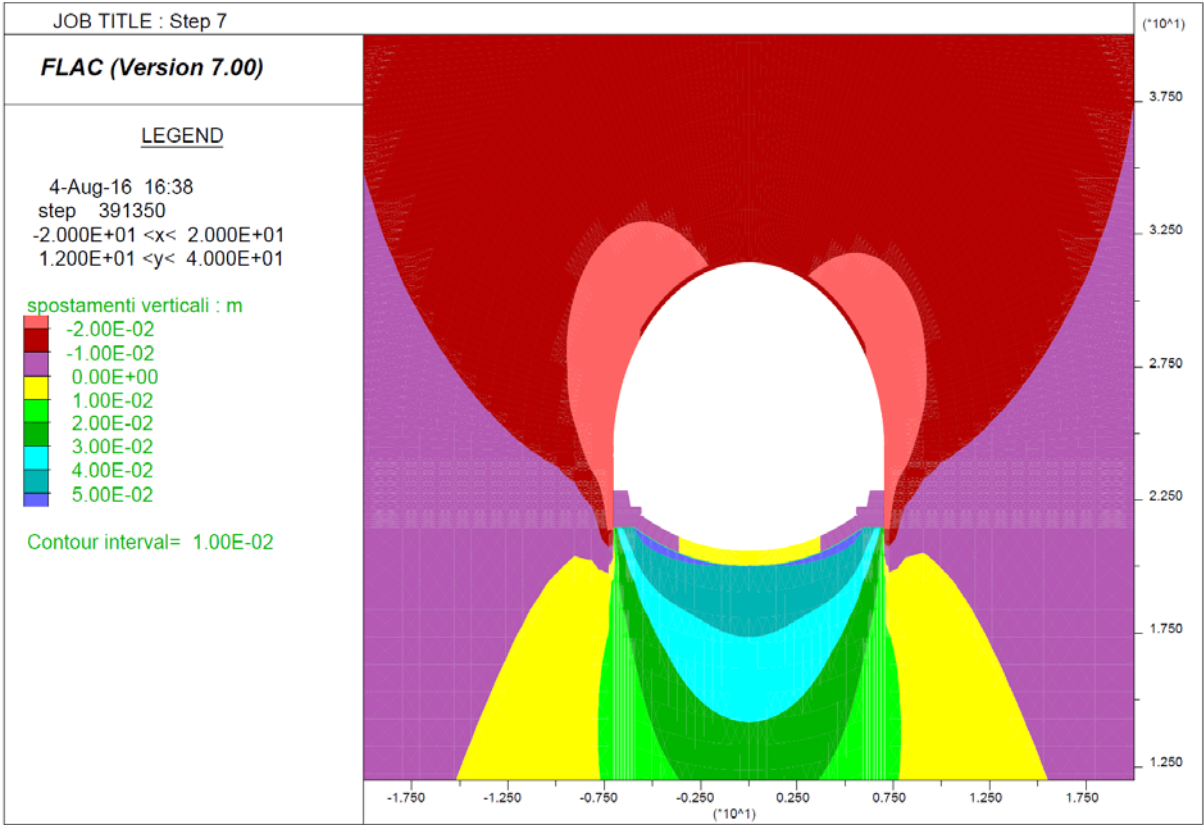 JOB TITLE : Step 7
FLAC (Version 7.00)
LEGEND
4-Aug-16 16:38
step 391350
-2.000E+01 <x< 2.000E+01
1.200E+01 <y< 4.000E+01
spostamenti verticali : m
-2.00E-02
-1.00E-02
0.00E+00
1.00E-02
2.00E-02
3.00E-02
4.00E-02
5.00E-02
Contour interval= 1.00E-02
(*10^1)
3.750
3.250
2.750
2.250
1.750
1.250
-1.750 -1.250 -0.750 -0.250 0.250 0.750 1.250 1.750
(*10^1)